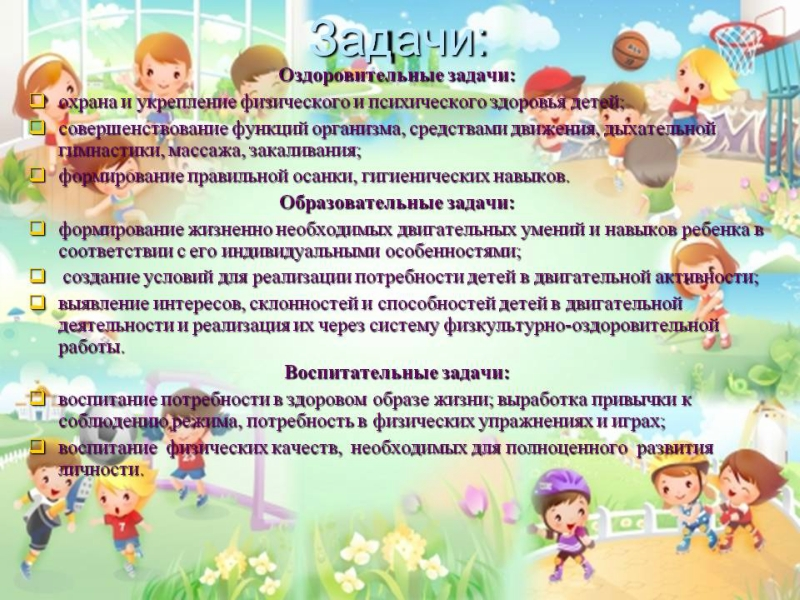 Задачи:
Оздоровительные задачи:
охрана и укрепление физического и психического здоровья детей;
совершенствование функций организма, средствами движения, дыхательной
гимнастики, массажа, закаливания;
формирование правильной осанки, гигиенических навыков.
Образовательные задачи:
формирование жизненно необходимых двигательных умений и навыков ребенка в
соответствии с его индивидуальными особенностями;
создание условий для реализации потребности детей в двигательной активности;
выявление интересов, склонностей и способностей детей в двигательной
деятельности и реализация их через систему физкультурно-оздоровительной
работы.
Воспитательные задачи:
воспитание потребности в здоровом образе жизни; выработка привычки к
соблюдению режима, потребность в физических упражнениях и играх;
воспитание физических качеств, необходимых для полноценного развития
личности.